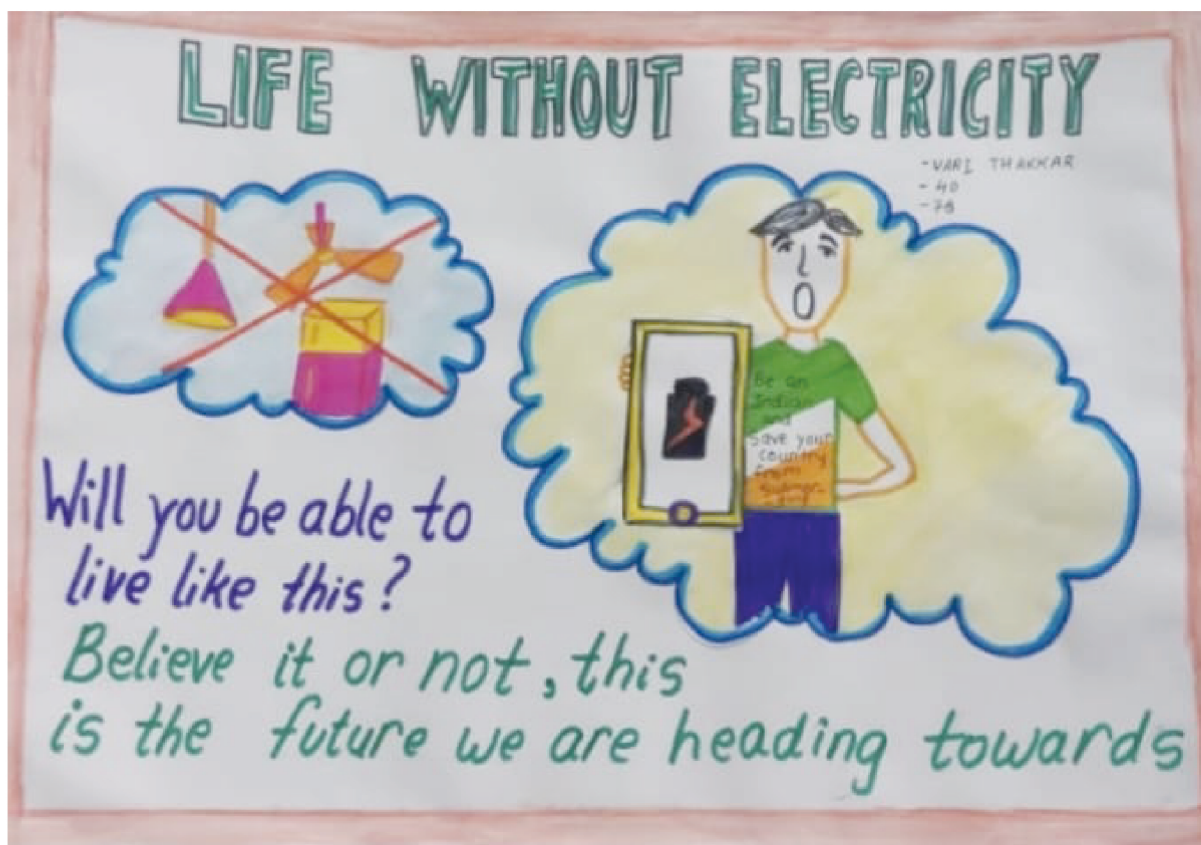 LIFE WITHOUT ELECTRICITY
-VARI THAKKAR
- 40
- 7B
Be an
Indian
and
save your
country
from
Will you be able to
live like this?
Believe it or not, this
is the future we are heading towards